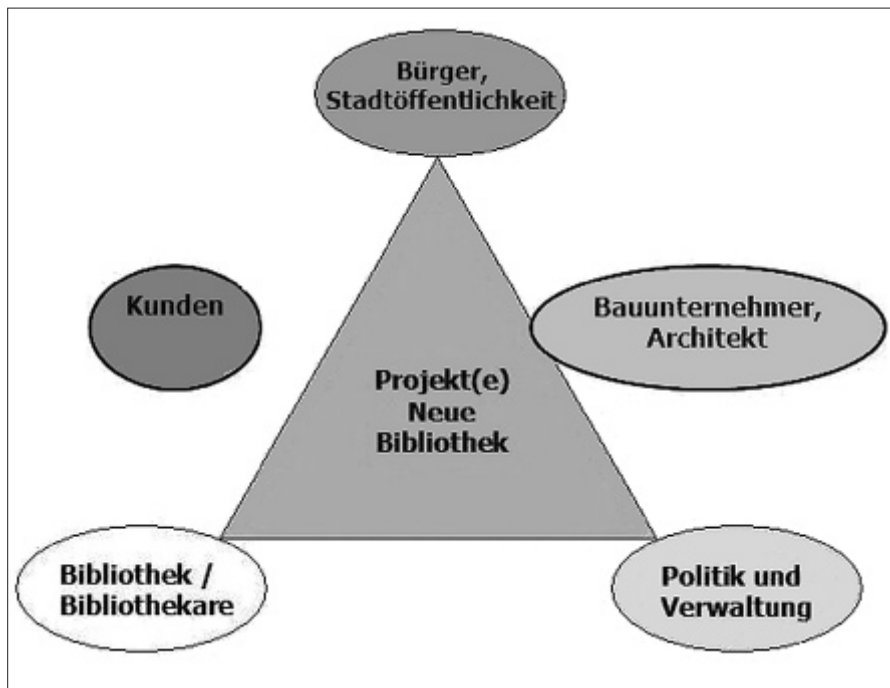 Bürger,
Stadtöffentlichkeit
Kunden
Bauunternehmer,
Architekt
Projekt(e)
Neue
Bibliothek
Bibliothek /
Bibliothekare
Politik und
Verwaltung